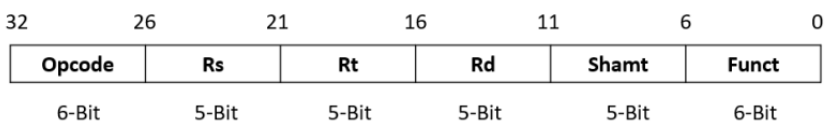 32 26 21 16 11 6 0
Opcode Rs Rt Rd Shamt Funct
6-Bit 5-Bit 5-Bit 5-Bit 5-Bit 6-Bit